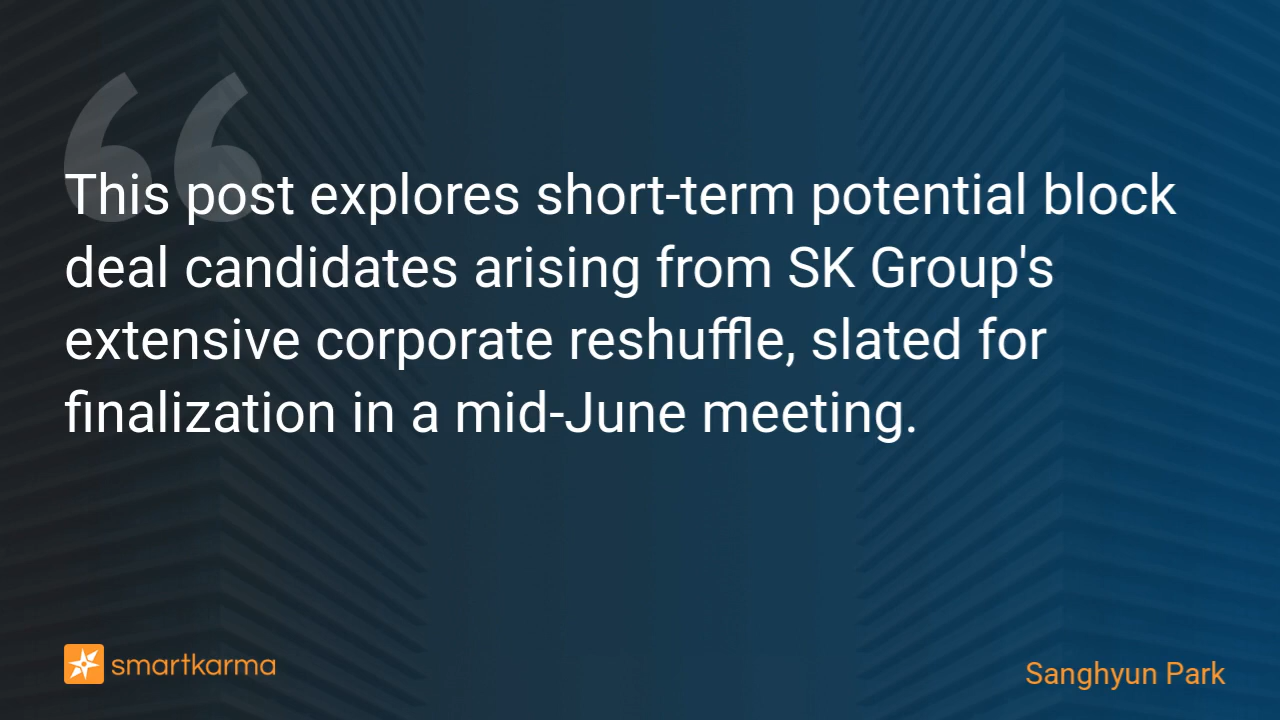 This post explores short-term potential block
deal candidates arising from SK Group's
extensive corporate reshuffle, slated for
finalization in a mid-June meeting.
smartkarma
Sanghyun Park